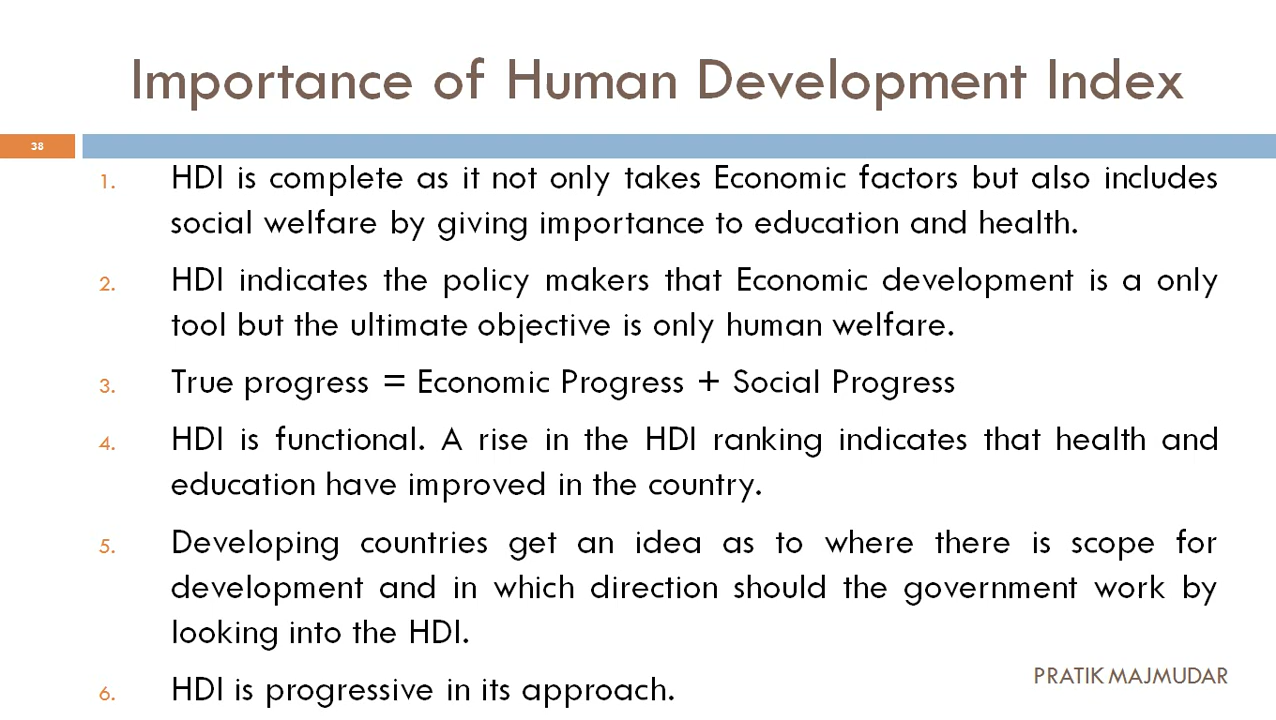 Importance of Human Development Index
38
1. HDI is complete as it not only takes Economic factors but also includes
social welfare by giving importance to education and health.
2. HDI indicates the policy makers that Economic development is a only
tool but the ultimate objective is only human welfare.
3. True progress = Economic Progress + Social Progress
4. HDI is functional. A rise in the HDI ranking indicates that health and
education have improved in the country.
5. Developing countries get an idea as to where there is scope for
development and in which direction should the government work by
looking into the HDI.
6. HDI is progressive in its approach.
PRATIK MAJMUDAR